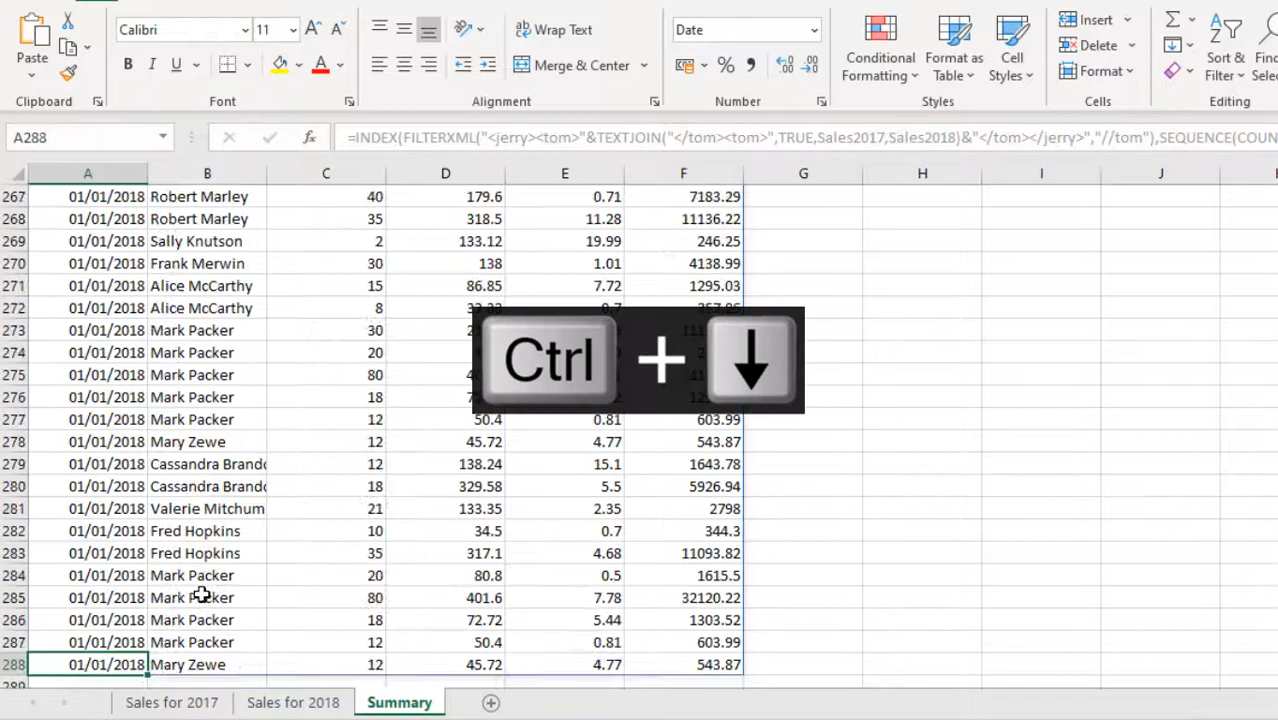 Calibri 11 Wrap Text Date Insert
Paste B I U Merge & Center % Conditional Format as Cell Delete Sort &
Formatting Table Styles Format Filter
Clipboard Font Alignment Number Styles Cells Editing
A288 fx =INDEX(FILTERXML("<jerry><tom>"&TEXTJOIN("</tom><tom>",TRUE,Sales2017,Sales2018)&"</tom></jerry>","//tom"),SEQUENCE(COUN
A B C D E F G H I J
267 01/01/2018 Robert Marley 40 179.6 0.71 7183.29
268 01/01/2018 Robert Marley 35 318.5 11.28 11136.22
269 01/01/2018 Sally Knutson 2 133.12 19.99 246.25
270 01/01/2018 Frank Merwin 30 138 1.01 4138.99
271 01/01/2018 Alice McCarthy 15 86.85 7.72 1295.03
272 01/01/2018 Alice McCarthy 8
273 01/01/2018 Mark Packer 30
274 01/01/2018 Mark Packer 20
275 01/01/2018 Mark Packer 80
276 01/01/2018 Mark Packer 18
277 01/01/2018 Mark Packer 12 50.4 0.81 603.99
278 01/01/2018 Mary Zewe 12 45.72 4.77 543.87
279 01/01/2018 Cassandra Brando 12 138.24 15.1 1643.78
280 01/01/2018 Cassandra Brando 18 329.58 5.5 5926.94
281 01/01/2018 Valerie Mitchum 21 133.35 2.35 2798
282 01/01/2018 Fred Hopkins 10 34.5 0.7 344.3
283 01/01/2018 Fred Hopkins 35 317.1 4.68 11093.82
284 01/01/2018 Mark Packer 20 80.8 0.5 1615.5
285 01/01/2018 Mark Packer 80 401.6 7.78 32120.22
286 01/01/2018 Mark Packer 18 72.72 5.44 1303.52
287 01/01/2018 Mark Packer 12 50.4 0.81 603.99
288 01/01/2018 Mary Zewe 12 45.72 4.77 543.87
Ctrl + ↓
Sales for 2017 Sales for 2018 Summary